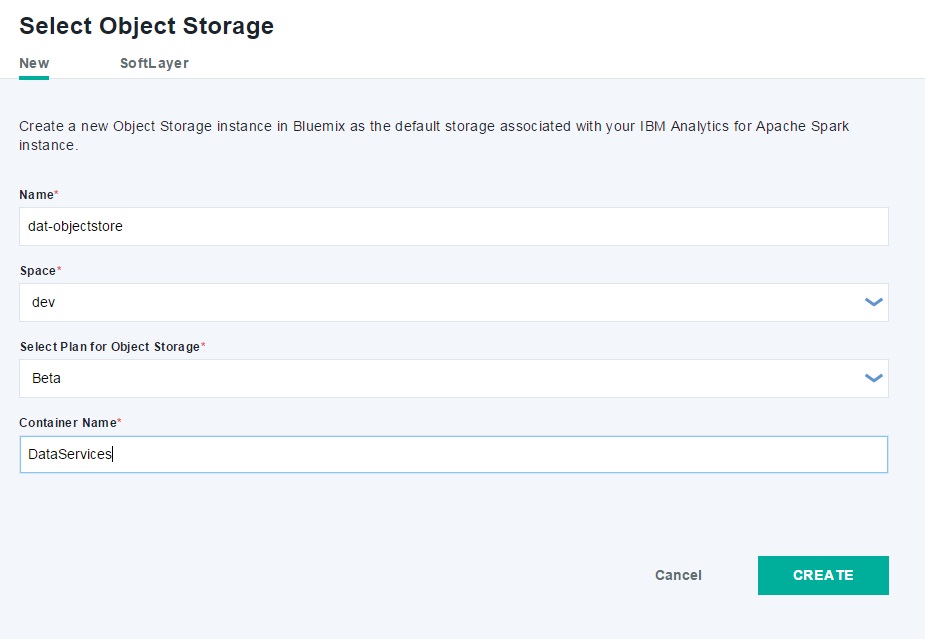 Select Object Storage
New SoftLayer
Create a new Object Storage instance in Bluemix as the default storage associated with your IBM Analytics for Apache Spark
instance.
Name*
dat-objectstore
Space*
dev
Select Plan for Object Storage*
Beta
Container Name*
DataServices
Cancel CREATE